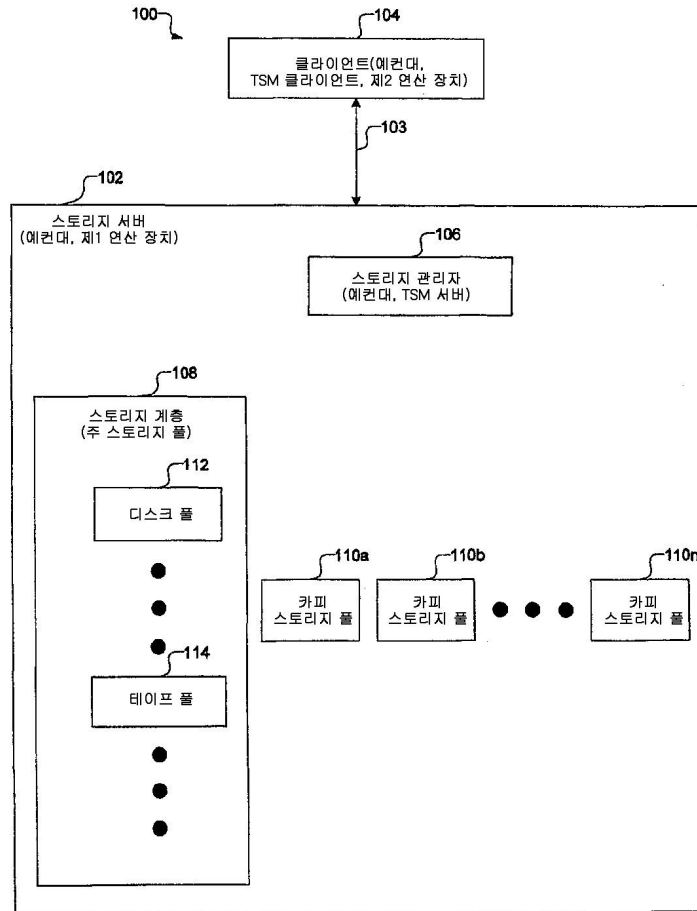 100
104
클라이언트(예컨대,
TSM 클라이언트, 제2 연산 장치)
103
102
스토리지 서버
(예컨대, 제1 연산 장치)
106
스토리지 관리자
(예컨대, TSM 서버)
108
스토리지 계층
(주 스토리지 풀)
112
디스크 풀
110a
110b
110n
카피
스토리지 풀
카피
스토리지 풀
카피
스토리지 풀
114
테이프 풀